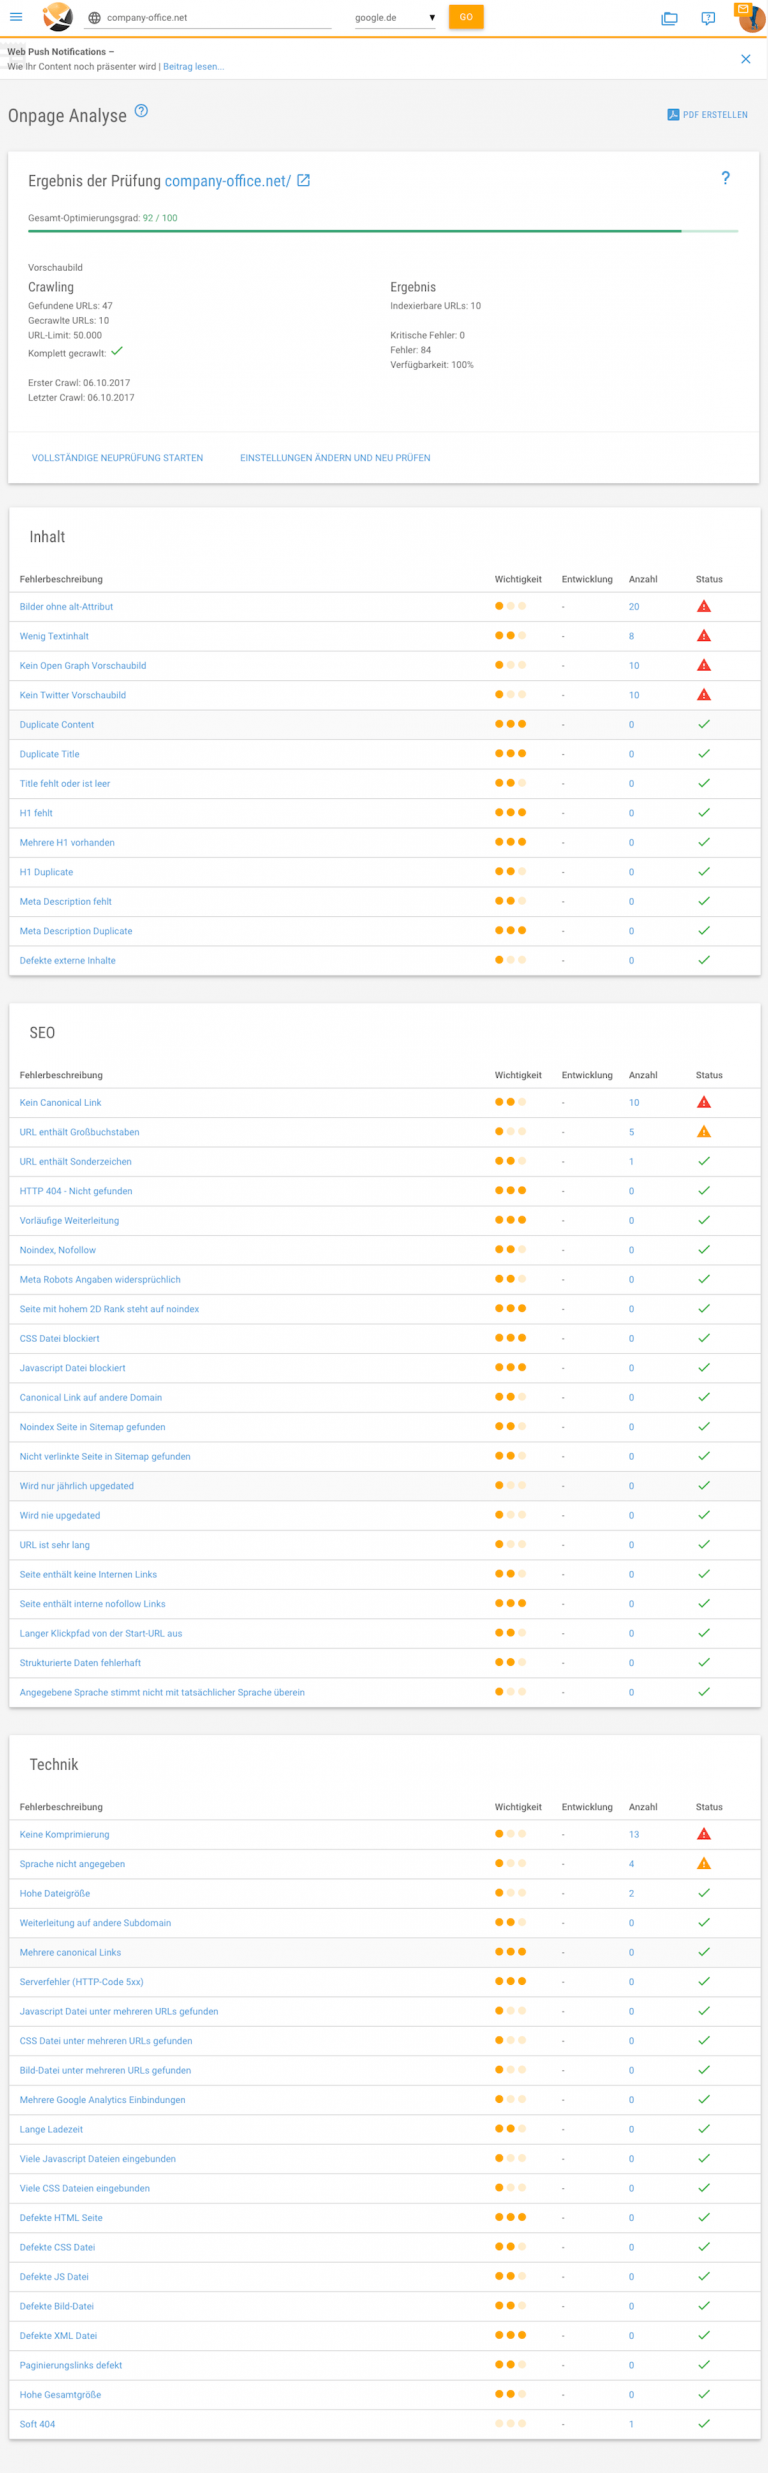 company-office.net google.de GO
Web Push Notifications –
Wie Ihr Content noch präsenter wird | Beitrag lesen...
Onpage Analyse PDF ERSTELLEN
Ergebnis der Prüfung company-office.net/ ?
Gesamt-Optimierungsgrad: 92 / 100
Vorschaubild
Crawling
Gefundene URLs: 47
Gecrawlte URLs: 10
URL-Limit: 50.000
Komplett gecrawlt:
Erster Crawl: 06.10.2017
Letzter Crawl: 06.10.2017
Ergebnis
Indexierbare URLs: 10
Kritische Fehler: 0
Fehler: 84
Verfügbarkeit: 100%
VOLLSTÄNDIGE NEUPRÜFUNG STARTEN EINSTELLUNGEN ÄNDERN UND NEU PRÜFEN
Inhalt
Fehlerbeschreibung Wichtigkeit Entwicklung Anzahl Status
Bilder ohne alt-Attribut - 20
Wenig Textinhalt - 8
Kein Open Graph Vorschaubild - 10
Kein Twitter Vorschaubild - 10
Duplicate Content - 0
Duplicate Title - 0
Title fehlt oder ist leer - 0
H1 fehlt - 0
Mehrere H1 vorhanden - 0
H1 Duplicate - 0
Meta Description fehlt - 0
Meta Description Duplicate - 0
Defekte externe Inhalte - 0
SEO
Fehlerbeschreibung Wichtigkeit Entwicklung Anzahl Status
Kein Canonical Link - 10
URL enthält Großbuchstaben - 5
URL enthält Sonderzeichen - 1
HTTP 404 - Nicht gefunden - 0
Vorläufige Weiterleitung - 0
Noindex, Nofollow - 0
Meta Robots Angaben widersprüchlich - 0
Seite mit hohem 2D Rank steht auf noindex - 0
CSS Datei blockiert - 0
Javascript Datei blockiert - 0
Canonical Link auf andere Domain - 0
Noindex Seite in Sitemap gefunden - 0
Nicht verlinkte Seite in Sitemap gefunden - 0
Wird nur jährlich upgedated - 0
Wird nie upgedated - 0
URL ist sehr lang - 0
Seite enthält keine Internen Links - 0
Seite enthält interne nofollow Links - 0
Langer Klickpfad von der Start-URL aus - 0
Strukturierte Daten fehlerhaft - 0
Angegebene Sprache stimmt nicht mit tatsächlicher Sprache überein - 0
Technik
Fehlerbeschreibung Wichtigkeit Entwicklung Anzahl Status
Keine Komprimierung - 13
Sprache nicht angegeben - 4
Hohe Dateigröße - 2
Weiterleitung auf andere Subdomain - 0
Mehrere canonical Links - 0
Serverfehler (HTTP-Code 5xx) - 0
Javascript Datei unter mehreren URLs gefunden - 0
CSS Datei unter mehreren URLs gefunden - 0
Bild-Datei unter mehreren URLs gefunden - 0
Mehrere Google Analytics Einbindungen - 0
Lange Ladezeit - 0
Viele Javascript Dateien eingebunden - 0
Viele CSS Dateien eingebunden - 0
Defekte HTML Seite - 0
Defekte CSS Datei - 0
Defekte JS Datei - 0
Defekte Bild-Datei - 0
Defekte XML Datei - 0
Paginierungslinks defekt - 0
Hohe Gesamtgröße - 0
Soft 404 - 1